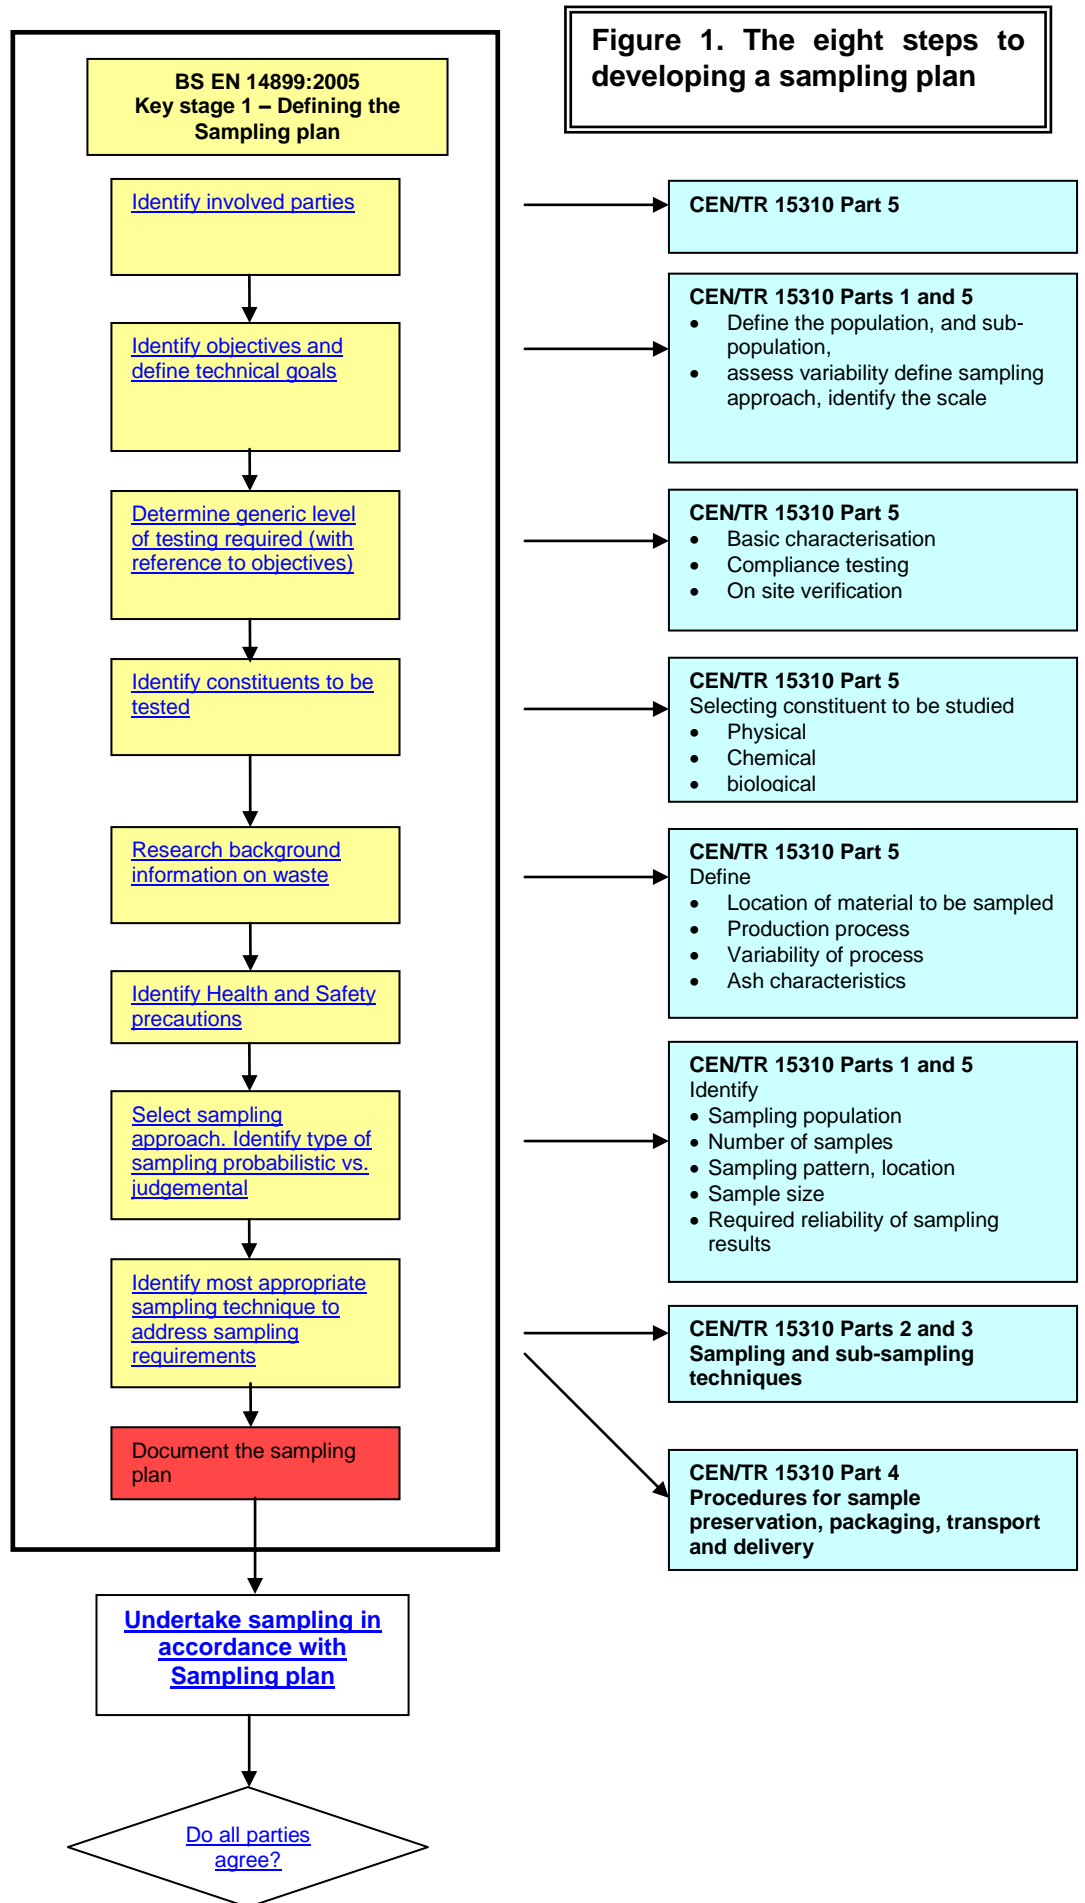 Figure 1. The eight steps to
developing a sampling plan
BS EN 14899:2005
Key stage 1 – Defining the
Sampling plan
Identify involved parties
CEN/TR 15310 Part 5
Identify objectives and
define technical goals
CEN/TR 15310 Parts 1 and 5
• Define the population, and sub-
population,
• assess variability define sampling
approach, identify the scale
Determine generic level
of testing required (with
reference to objectives)
CEN/TR 15310 Part 5
• Basic characterisation
• Compliance testing
• On site verification
Identify constituents to be
tested
CEN/TR 15310 Part 5
Selecting constituent to be studied
• Physical
• Chemical
• biological
Research background
information on waste
CEN/TR 15310 Part 5
Define
• Location of material to be sampled
• Production process
• Variability of process
• Ash characteristics
Identify Health and Safety
precautions
Select sampling
approach. Identify type of
sampling probabilistic vs.
judgemental
CEN/TR 15310 Parts 1 and 5
Identify
• Sampling population
• Number of samples
• Sampling pattern, location
• Sample size
• Required reliability of sampling
results
Identify most appropriate
sampling technique to
address sampling
requirements
CEN/TR 15310 Parts 2 and 3
Sampling and sub-sampling
techniques
Document the sampling
plan
CEN/TR 15310 Part 4
Procedures for sample
preservation, packaging, transport
and delivery
Undertake sampling in
accordance with
Sampling plan
Do all parties
agree?